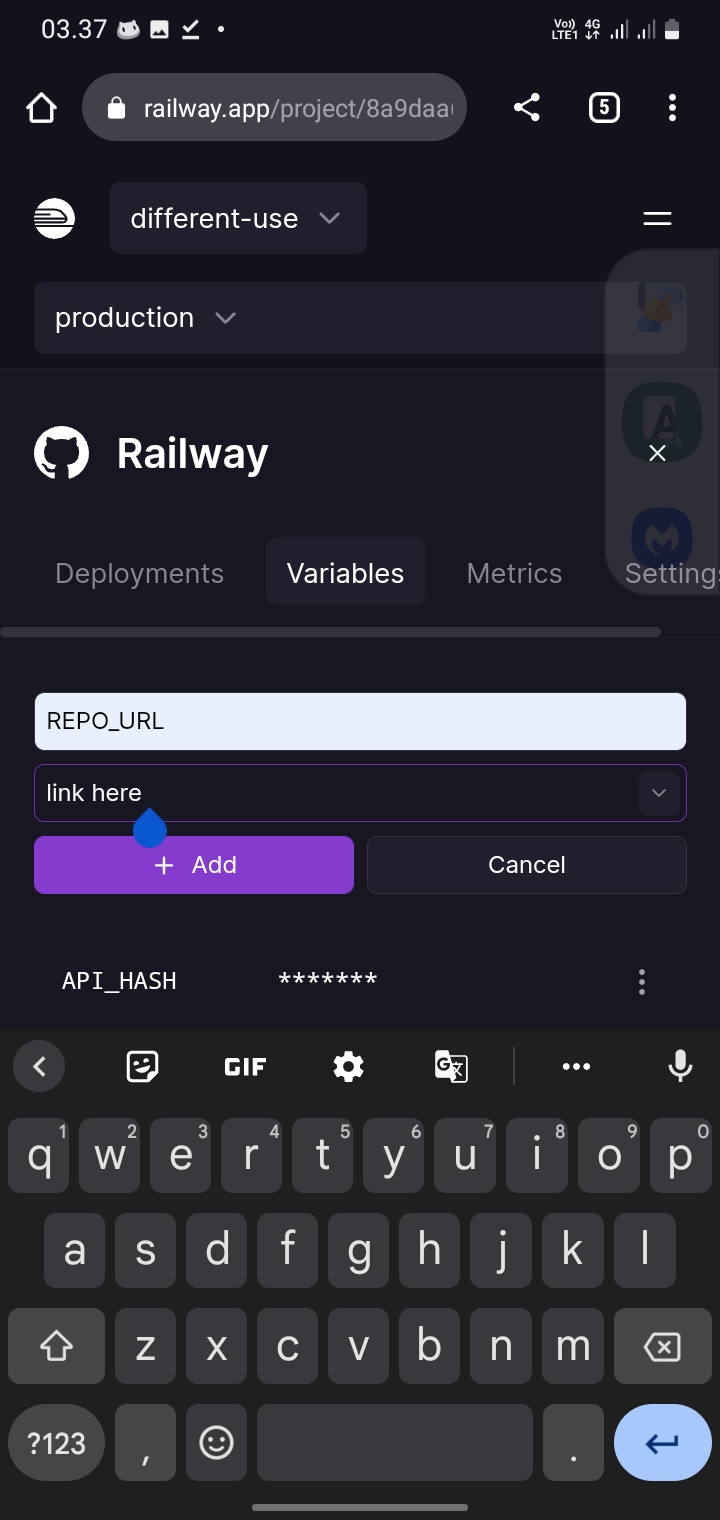 03.37
Vo)) LTE1 4G
railway.app/project/8a9daa
5
different-use
production
Railway
Deployments Variables Metrics Settings
REPO_URL
link here
+ Add Cancel
API_HASH *******
GIF
q1 w2 e3 r4 t5 y6 u7 i8 o9 p0
a s d f g h j k l
z x c v b n m
?123 , .